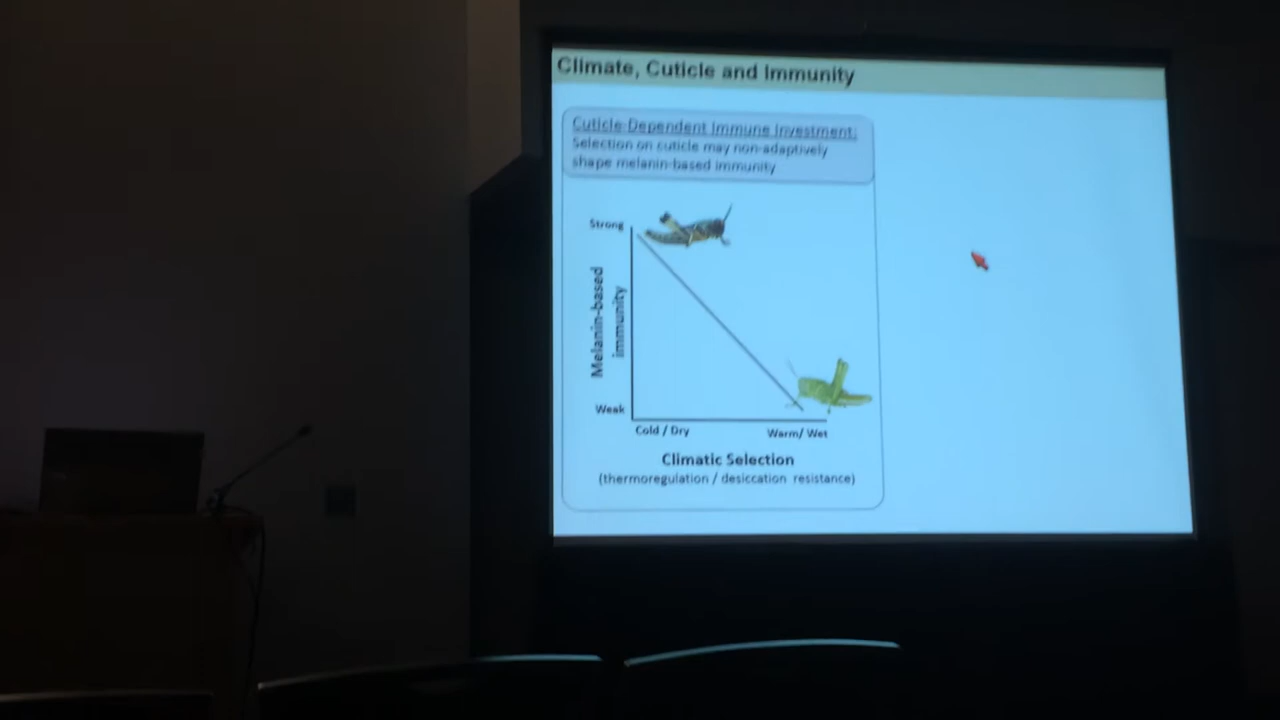 Climate, Cuticle and Immunity
Cuticle-Dependent Immune Investment:
Selection on cuticle may non-adaptively
shape melanin-based immunity
Strong
Melanin-based
immunity
Weak
Cold / Dry
Warm/ Wet
Climatic Selection
(thermoregulation / desiccation resistance)